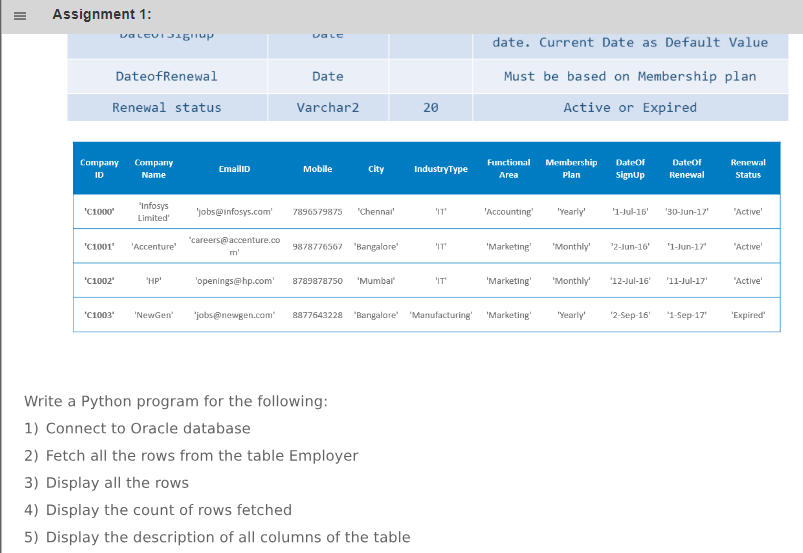 Assignment 1:
DateofSignup Date
date. Current Date as Default Value
DateofRenewal Date Must be based on Membership plan
Renewal status Varchar2 20 Active or Expired
Company ID Company Name EmailID Mobile City IndustryType Functional Area Membership Plan DateOf SignUp DateOf Renewal Renewal Status
'C1000' 'Infosys Limited' 'jobs@infosys.com' 7896579875 'Chennai' 'IT' 'Accounting' 'Yearly' '1-Jul-16' '30-Jun-17' 'Active'
'C1001' 'Accenture' 'careers@accenture.com' 9878776567 'Bangalore' 'IT' 'Marketing' 'Monthly' '2-Jun-16' '1-Jun-17' 'Active'
'C1002' 'HP' 'openings@hp.com' 8789878750 'Mumbai' 'IT' 'Marketing' 'Monthly' '12-Jul-16' '11-Jul-17' 'Active'
'C1003' 'NewGen' 'jobs@newgen.com' 8877643228 'Bangalore' 'Manufacturing' 'Marketing' 'Yearly' '2-Sep-16' '1-Sep-17' 'Expired'
Write a Python program for the following:
1) Connect to Oracle database
2) Fetch all the rows from the table Employer
3) Display all the rows
4) Display the count of rows fetched
5) Display the description of all columns of the table